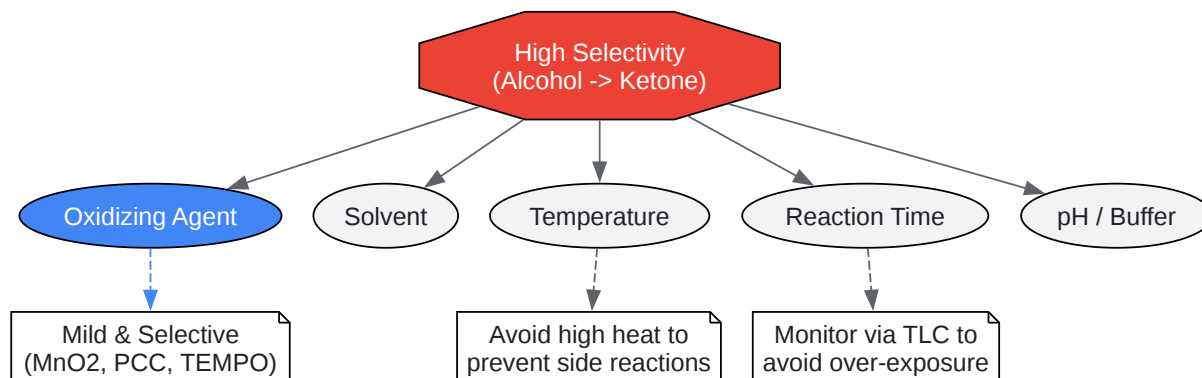 High Selectivity
(Alcohol -> Ketone)
Oxidizing Agent
Solvent
Temperature
Reaction Time
pH / Buffer
Mild & Selective
(MnO2, PCC, TEMPO)
Avoid high heat to
prevent side reactions
Monitor via TLC to
avoid over-exposure